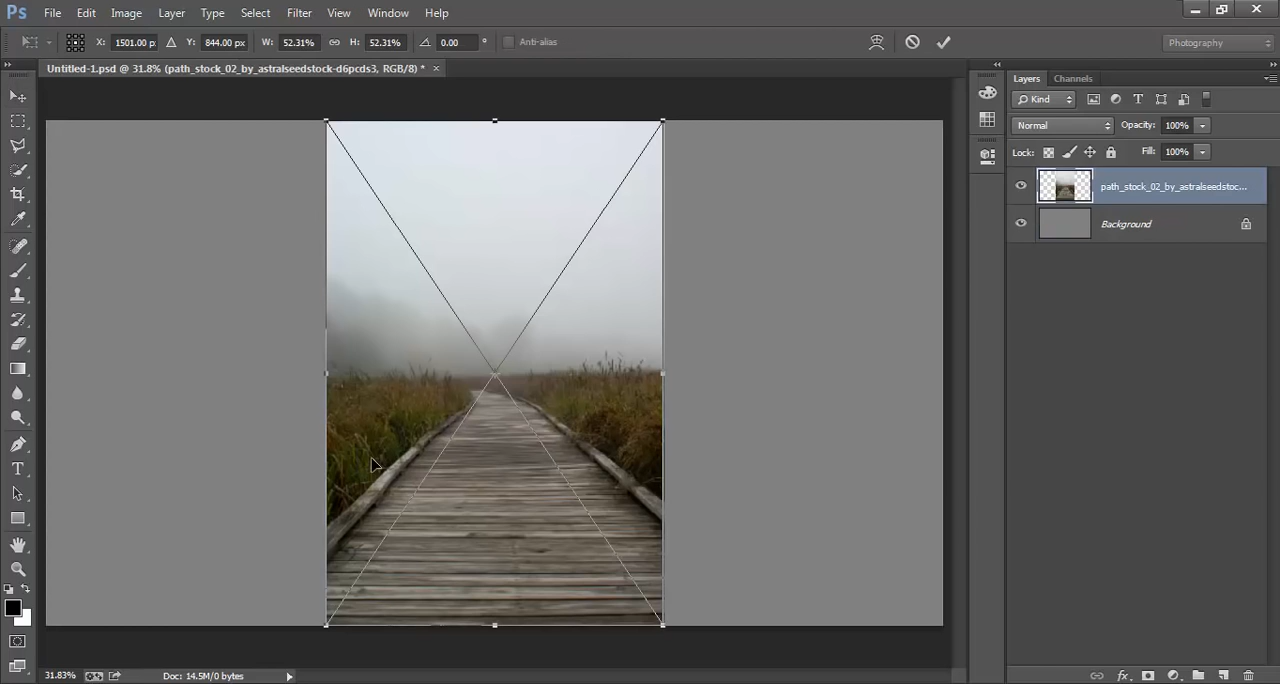 Ps File Edit Image Layer Type Select Filter View Window Help
X: 1501.00 px Y: 844.00 px W: 52.31% H: 52.31% 0.00 ° Anti-alias Photography
Untitled-1.psd @ 31.8% (path_stock_02_by_astralseedstock-d6pcds3, RGB/8) * ×
Layers Channels
Kind
Normal Opacity: 100%
Lock: Fill: 100%
path_stock_02_by_astralseedstoc...
Background
31.83% Doc: 14.5M/0 bytes